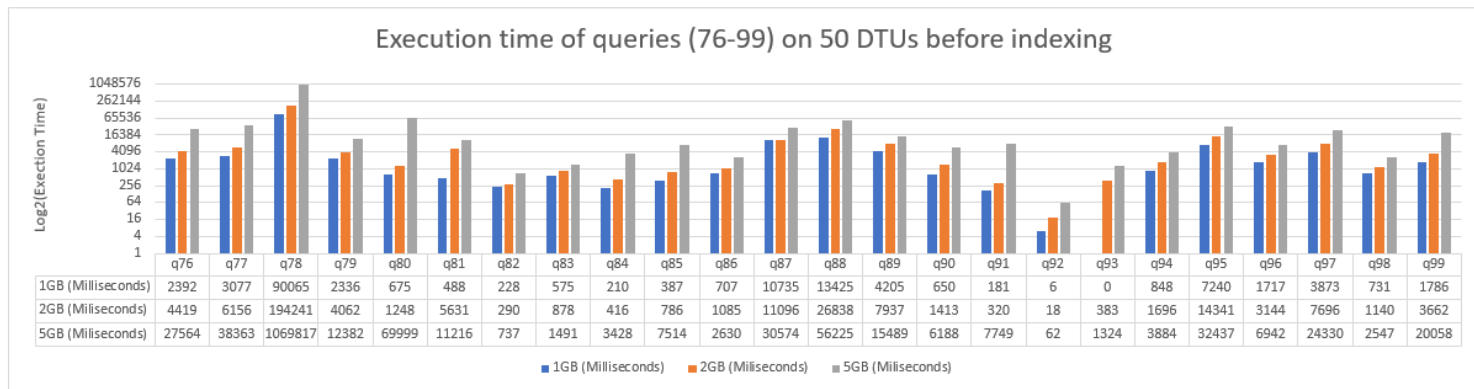 Execution time of queries (76-99) on 50 DTUs before indexing
Log2(Exection Time)
1048576
262144
65536
16384
4096
1024
256
64
16
4
1
q76 q77 q78 q79 q80 q81 q82 q83 q84 q85 q86 q87 q88 q89 q90 q91 q92 q93 q94 q95 q96 q97 q98 q99
1GB (Milliseconds) 2392 3077 90065 2336 675 488 228 575 210 387 707 10735 13425 4205 650 181 6 0 848 7240 1717 3873 731 1786
2GB (Miliseconds) 4419 6156 194241 4062 1248 5631 290 878 416 786 1085 11096 26838 7937 1413 320 18 383 1696 14341 3144 7696 1140 3662
5GB (Miliseconds) 27564 38363 1069817 12382 69999 11216 737 1491 3428 7514 2630 30574 56225 15489 6188 7749 62 1324 3884 32437 6942 24330 2547 20058
1GB (Milliseconds) 2GB (Miliseconds) 5GB (Miliseconds)